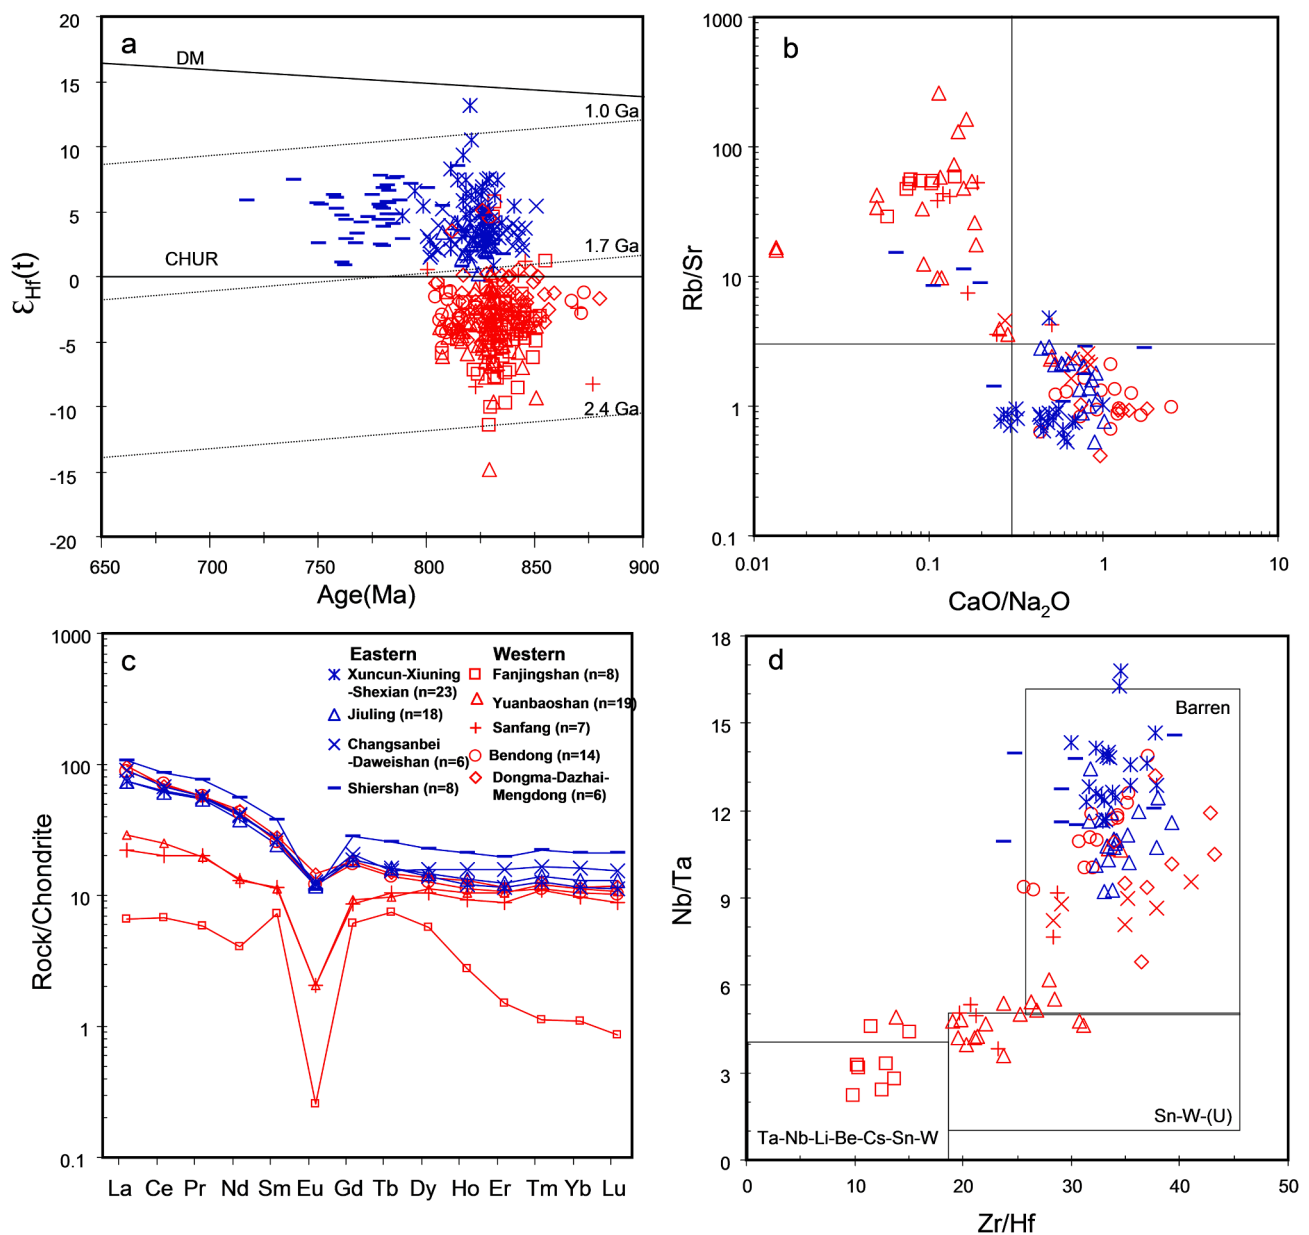 a
20
15
10
5
0
-5
-10
-15
-20
DM
1.0 Ga
1.7 Ga
CHUR
2.4 Ga
εHf(t)
650 700 750 800 850 900
Age(Ma)
b
1000
100
10
1
0.1
Rb/Sr
0.01 0.1 1 10
CaO/Na₂O
c
1000
100
10
1
0.1
Rock/Chondrite
Eastern
Xuncun-Xiuning
-Shexian (n=23)
Jiuling (n=18)
Changsanbei
-Daweishan (n=6)
Shiershan (n=8)
Western
Fanjingshan (n=8)
Yuanbaoshan (n=19)
Sanfang (n=7)
Bendong (n=14)
Dongma-Dazhai-
Mengdong (n=6)
La Ce Pr Nd Sm Eu Gd Tb Dy Ho Er Tm Yb Lu
d
18
15
12
9
6
3
0
Nb/Ta
Barren
Sn-W-(U)
Ta-Nb-Li-Be-Cs-Sn-W
0 10 20 30 40 50
Zr/Hf